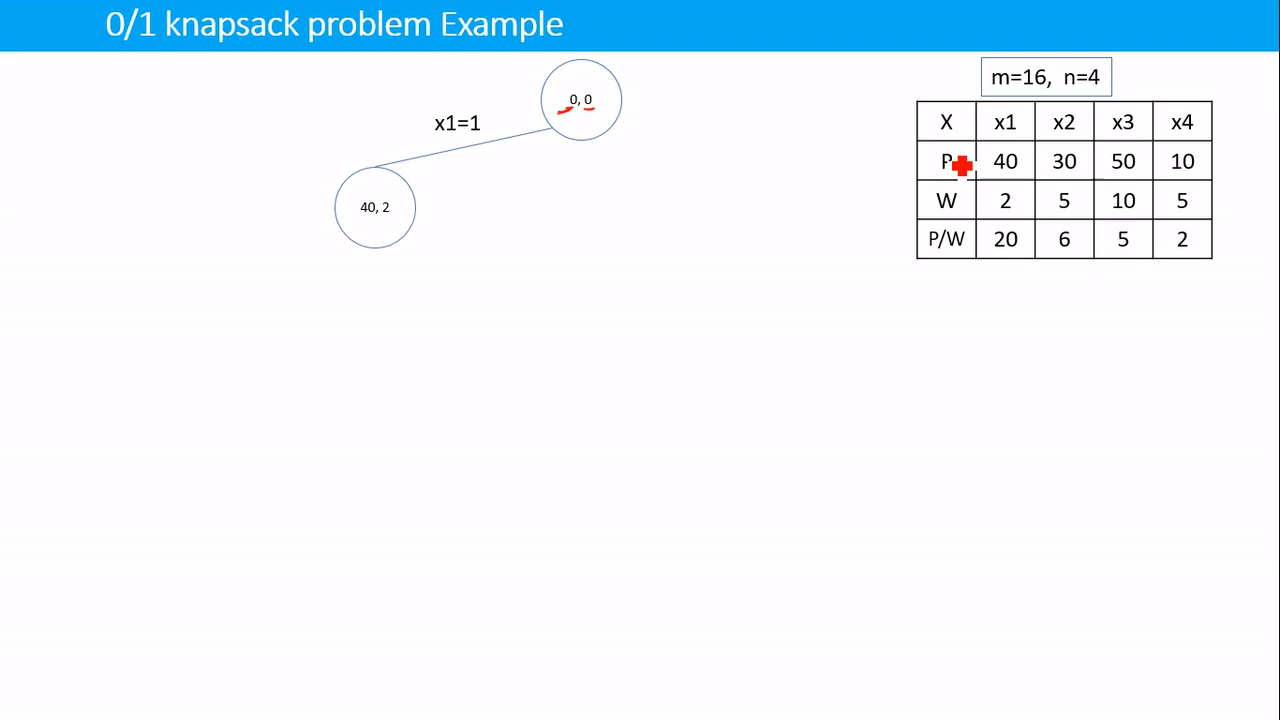 0/1 knapsack problem Example
0, 0
x1=1
40, 2
m=16, n=4
X x1 x2 x3 x4
P 40 30 50 10
W 2 5 10 5
P/W 20 6 5 2